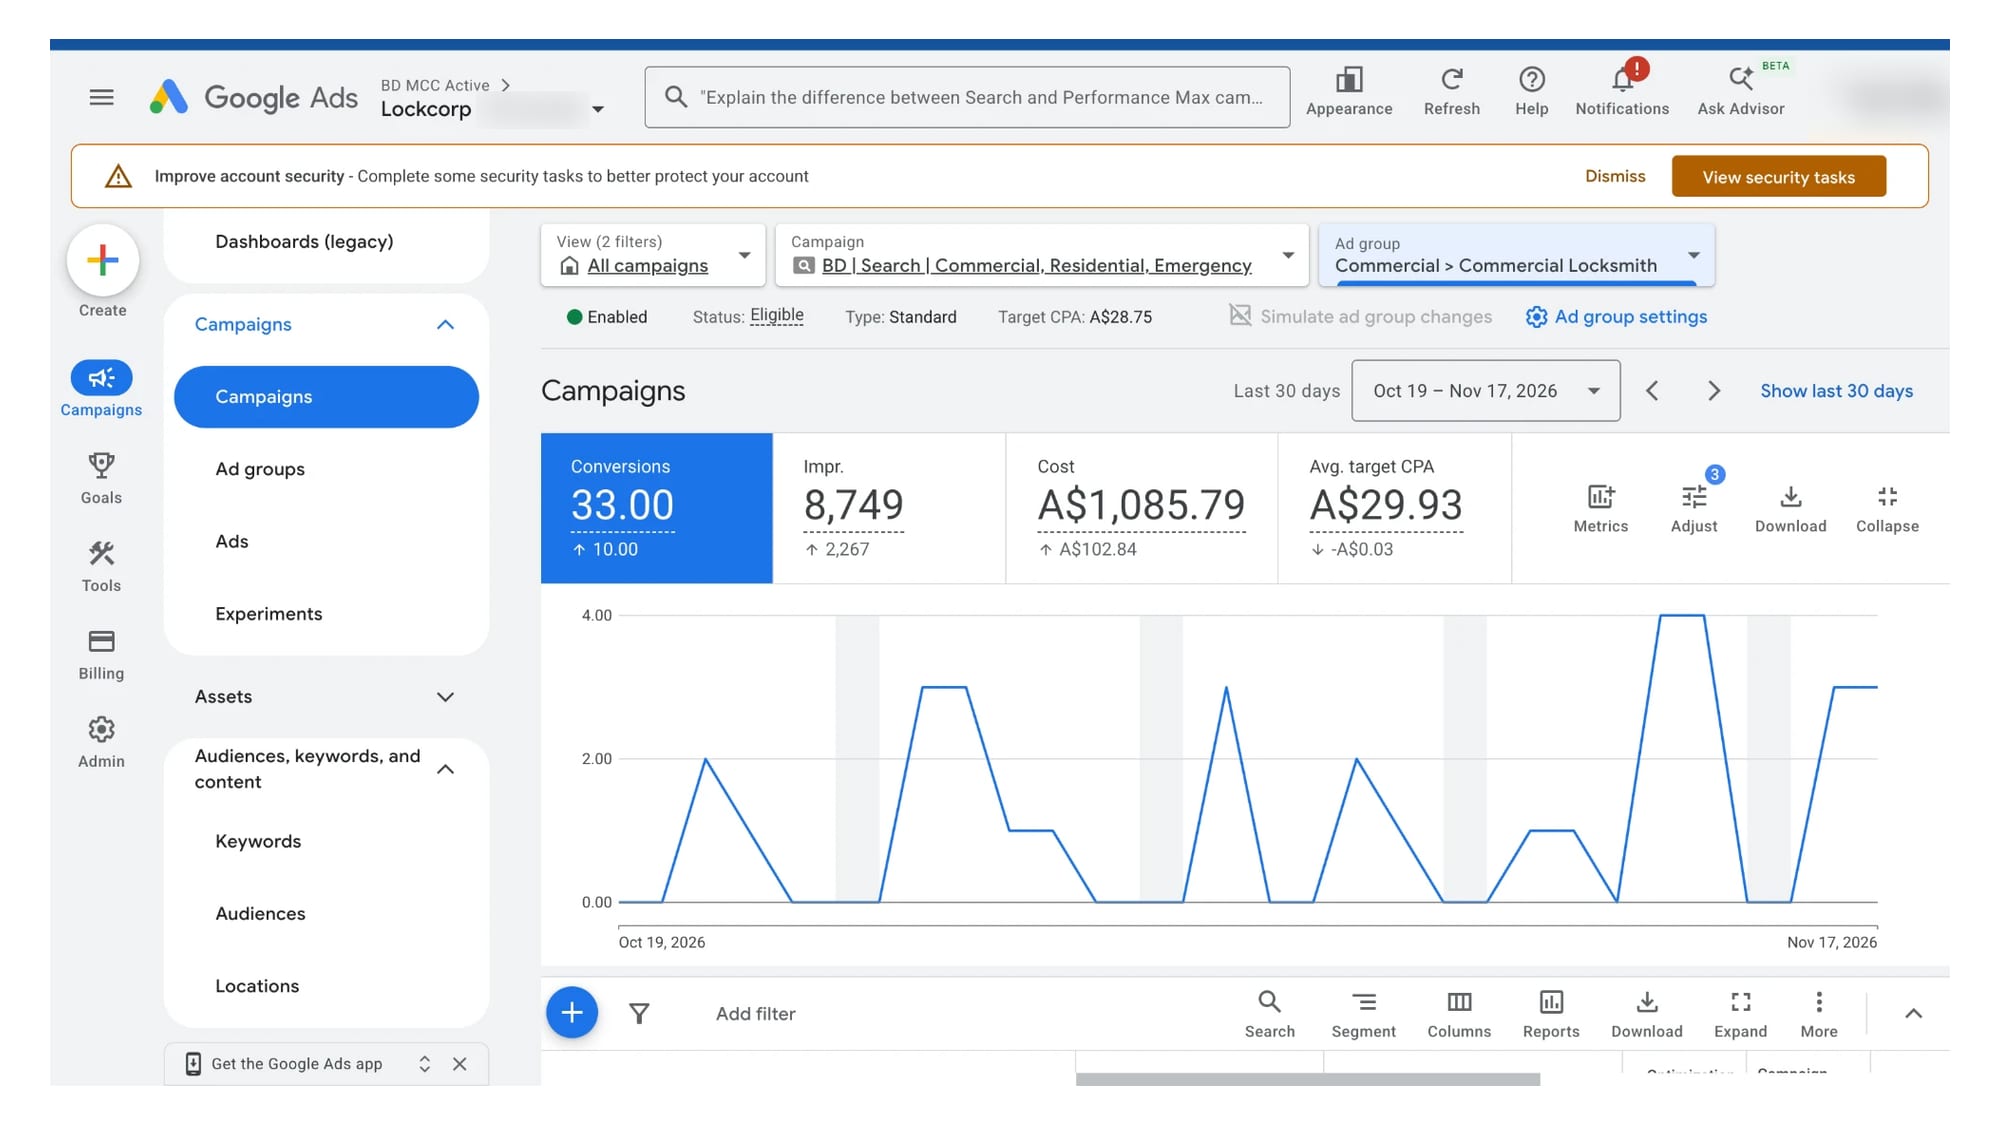 Google Ads
BD MCC Active
Lockcorp
"Explain the difference between Search and Performance Max cam...
Appearance
Refresh
Help
Notifications
!
Ask Advisor
BETA
Improve account security - Complete some security tasks to better protect your account
Dismiss
View security tasks
Create
Campaigns
Goals
Tools
Billing
Admin
Dashboards (legacy)
Campaigns
Campaigns
Ad groups
Ads
Experiments
Assets
Audiences, keywords, and
content
Keywords
Audiences
Locations
Get the Google Ads app
View (2 filters)
All campaigns
Campaign
BD | Search | Commercial, Residential, Emergency
Ad group
Commercial > Commercial Locksmith
Enabled
Status: Eligible
Type: Standard
Target CPA: A$28.75
Simulate ad group changes
Ad group settings
Campaigns
Last 30 days
Oct 19 – Nov 17, 2026
Show last 30 days
Conversions
33.00
↑ 10.00
Impr.
8,749
↑ 2,267
Cost
A$1,085.79
↑ A$102.84
Avg. target CPA
A$29.93
↓ -A$0.03
Metrics
3
Adjust
Download
Collapse
4.00
2.00
0.00
Oct 19, 2026
Nov 17, 2026
Add filter
Search
Segment
Columns
Reports
Download
Expand
More